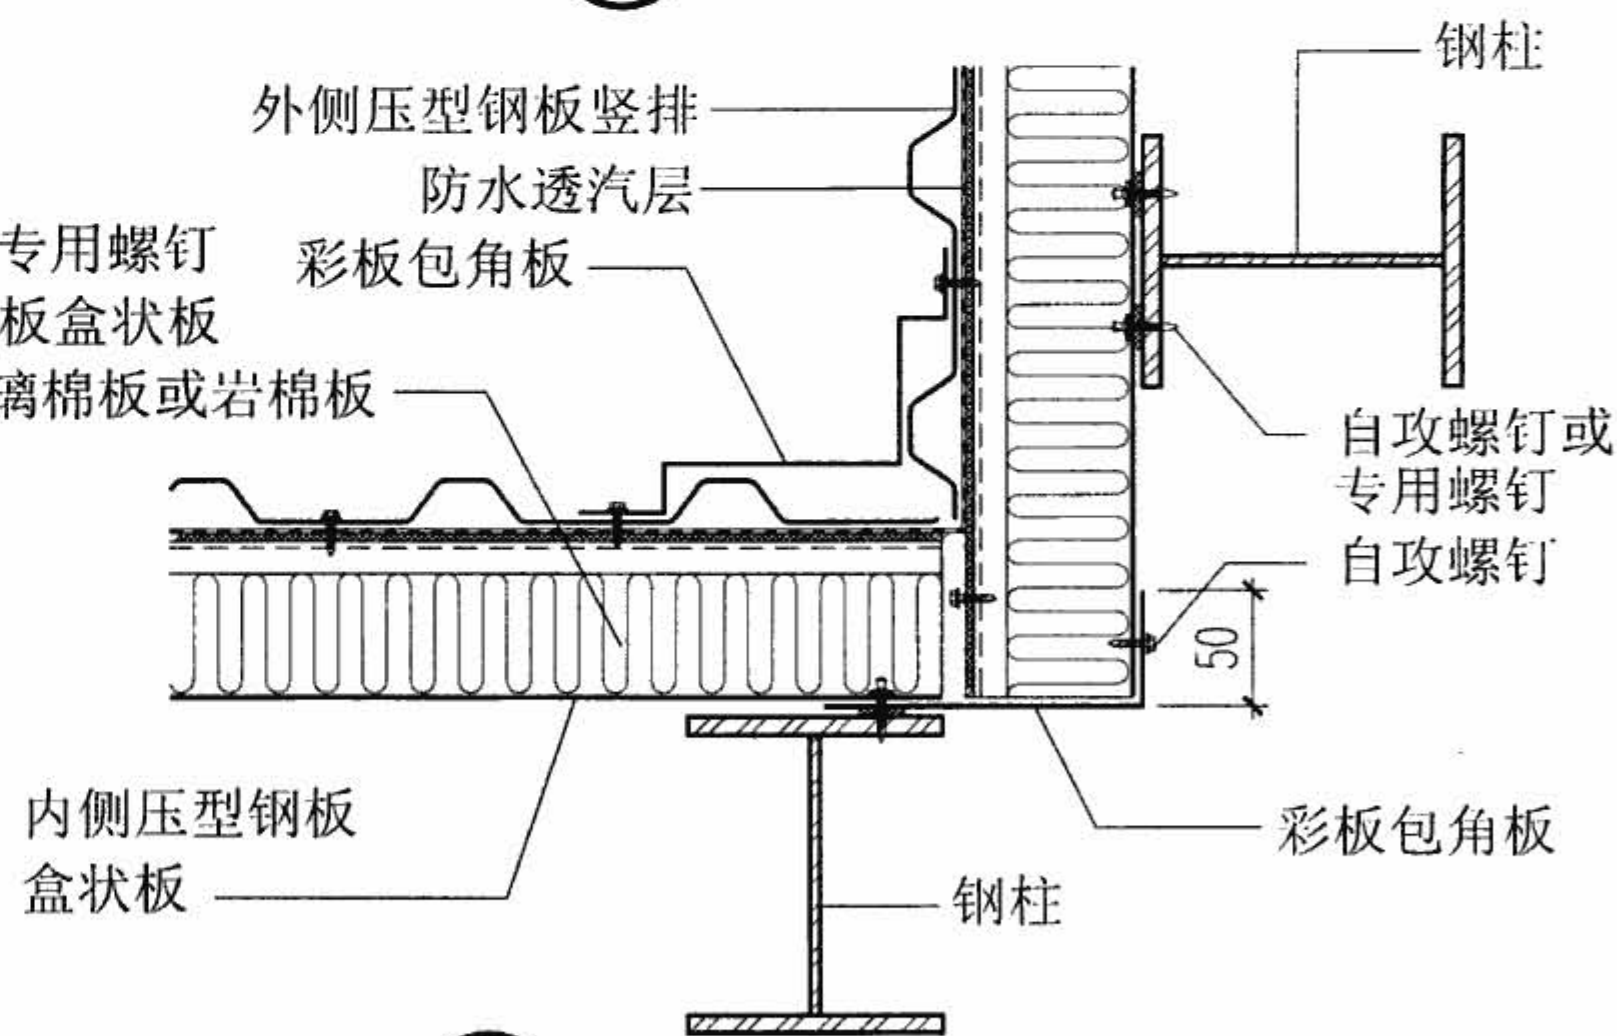 钢柱
外侧压型钢板竖排
防水透汽层
专用螺钉
彩板包角板
板盒状板
璃棉板或岩棉板
自攻螺钉或
专用螺钉
自攻螺钉
50
内侧压型钢板
盒状板
彩板包角板
钢柱